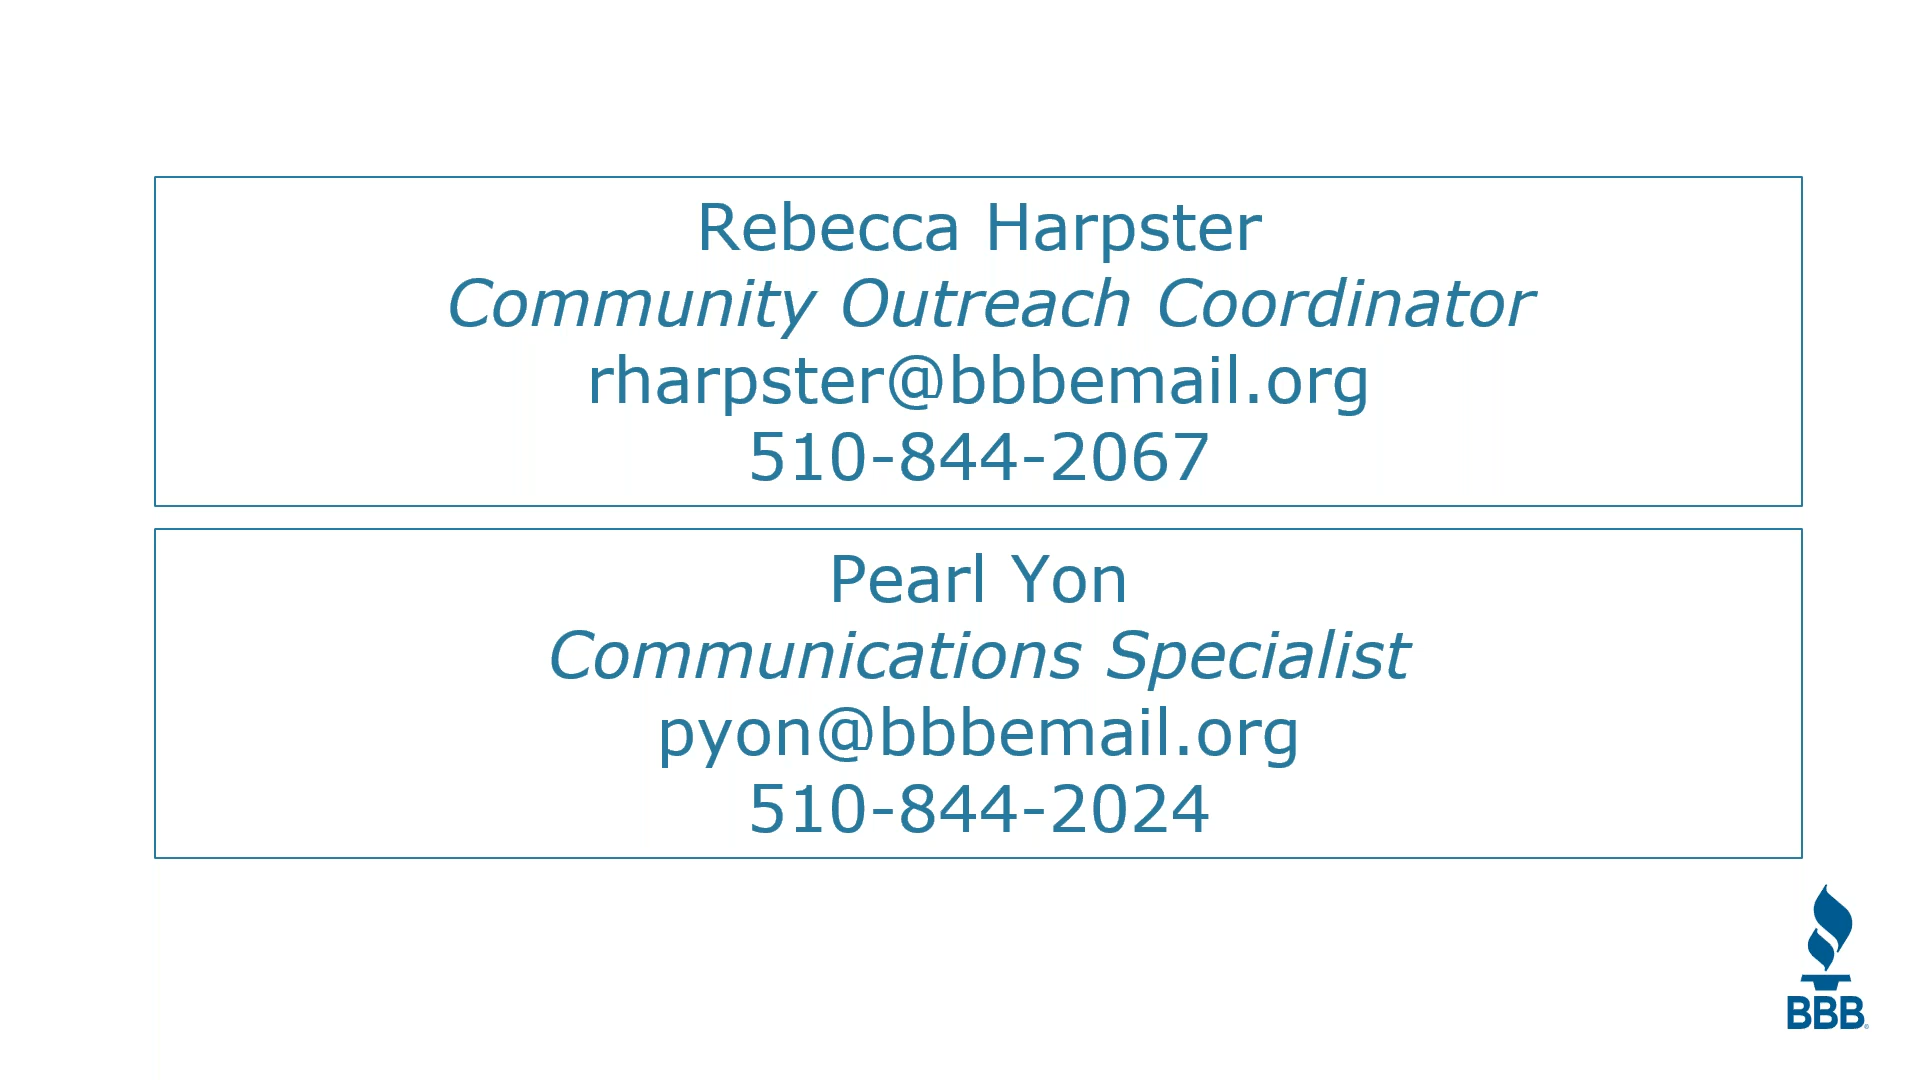 Rebecca Harpster
Community Outreach Coordinator
rharpster@bbbemail.org
510-844-2067
Pearl Yon
Communications Specialist
pyon@bbbemail.org
510-844-2024
BBB®